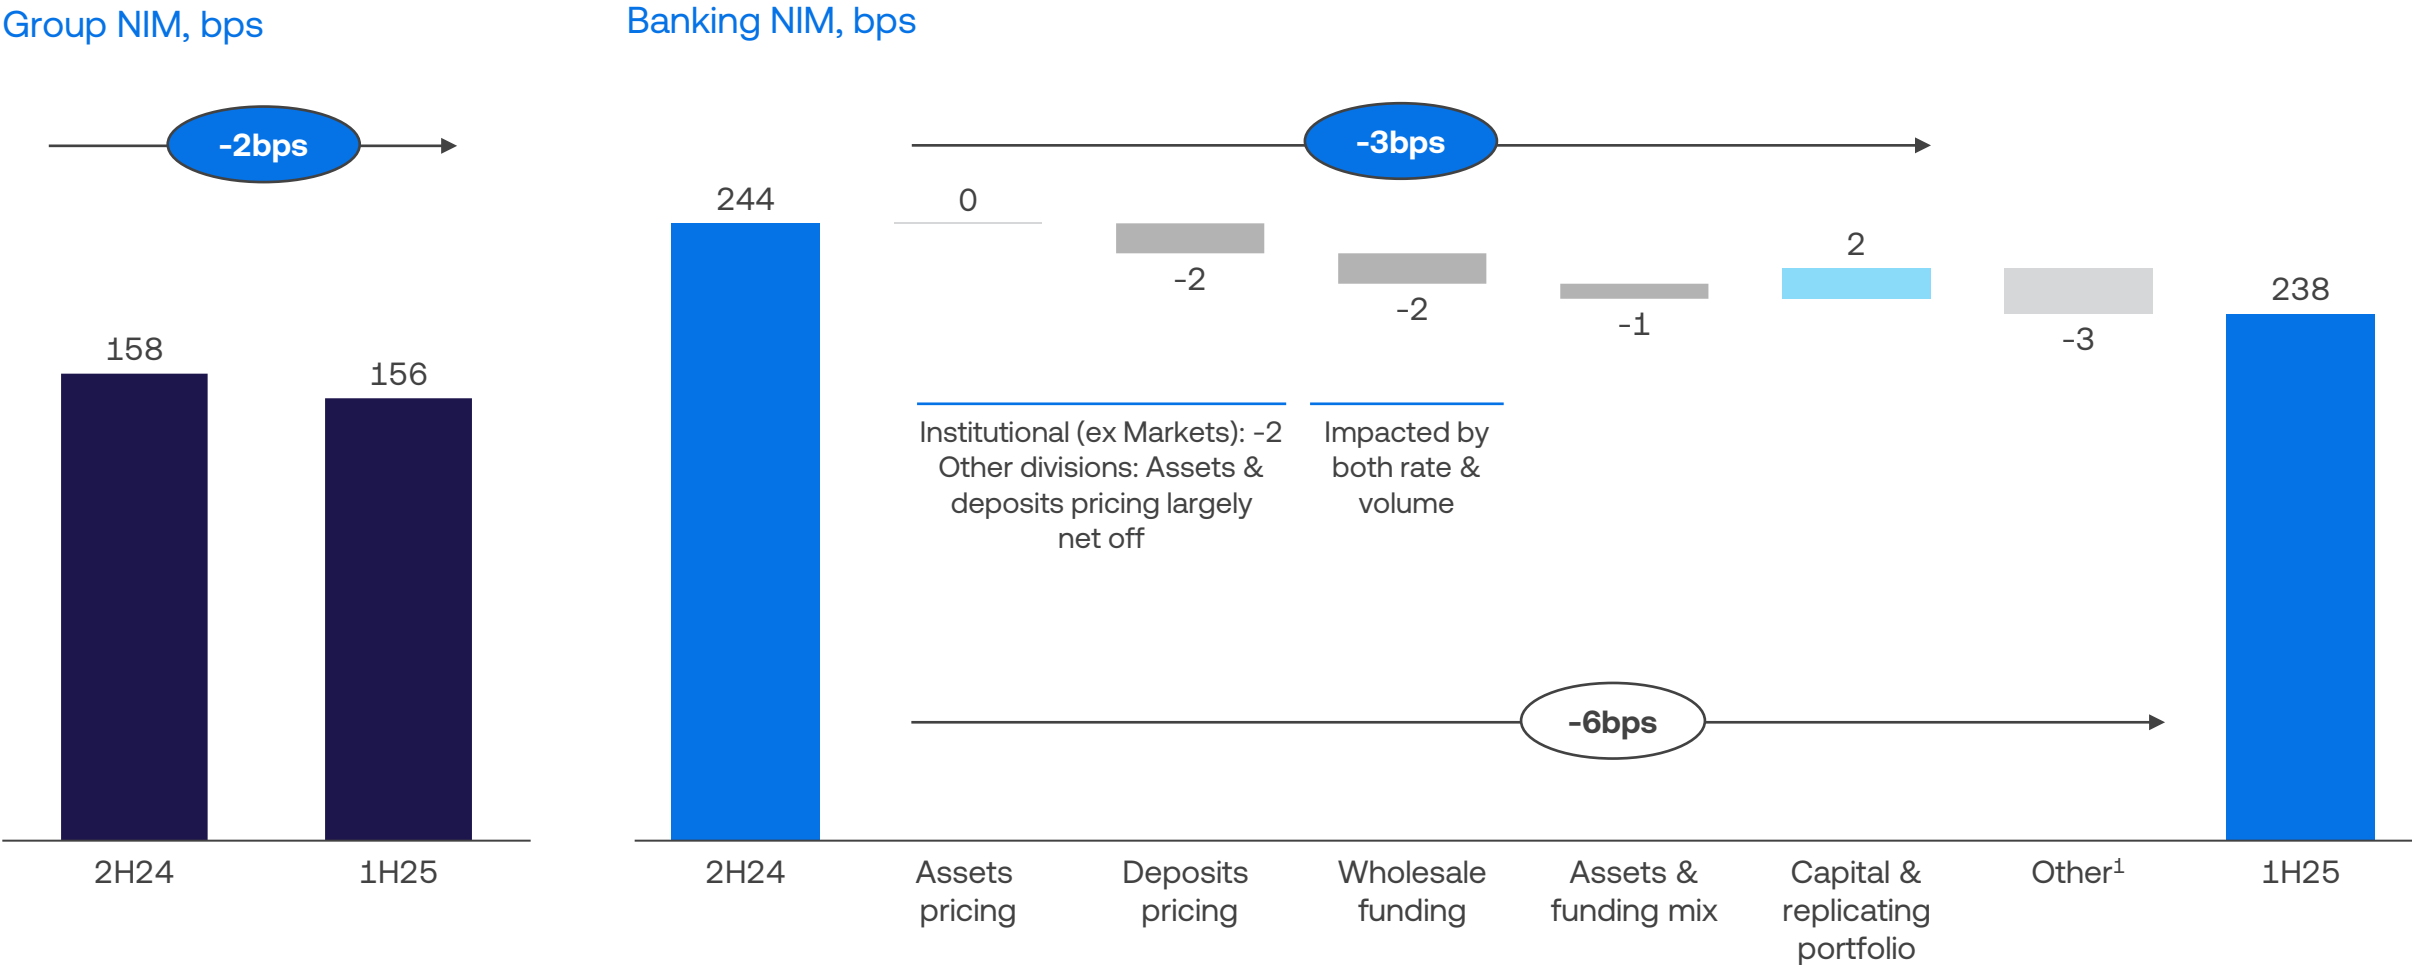 Group NIM, bps
-2bps
158
156
2H24
1H25
Banking NIM, bps
-3bps
244
0
-2
-2
-1
2
-3
238
Institutional (ex Markets): -2
Other divisions: Assets &
deposits pricing largely
net off
Impacted by
both rate &
volume
-6bps
2H24
Assets
pricing
Deposits
pricing
Wholesale
funding
Assets &
funding mix
Capital &
replicating
portfolio
Other¹
1H25